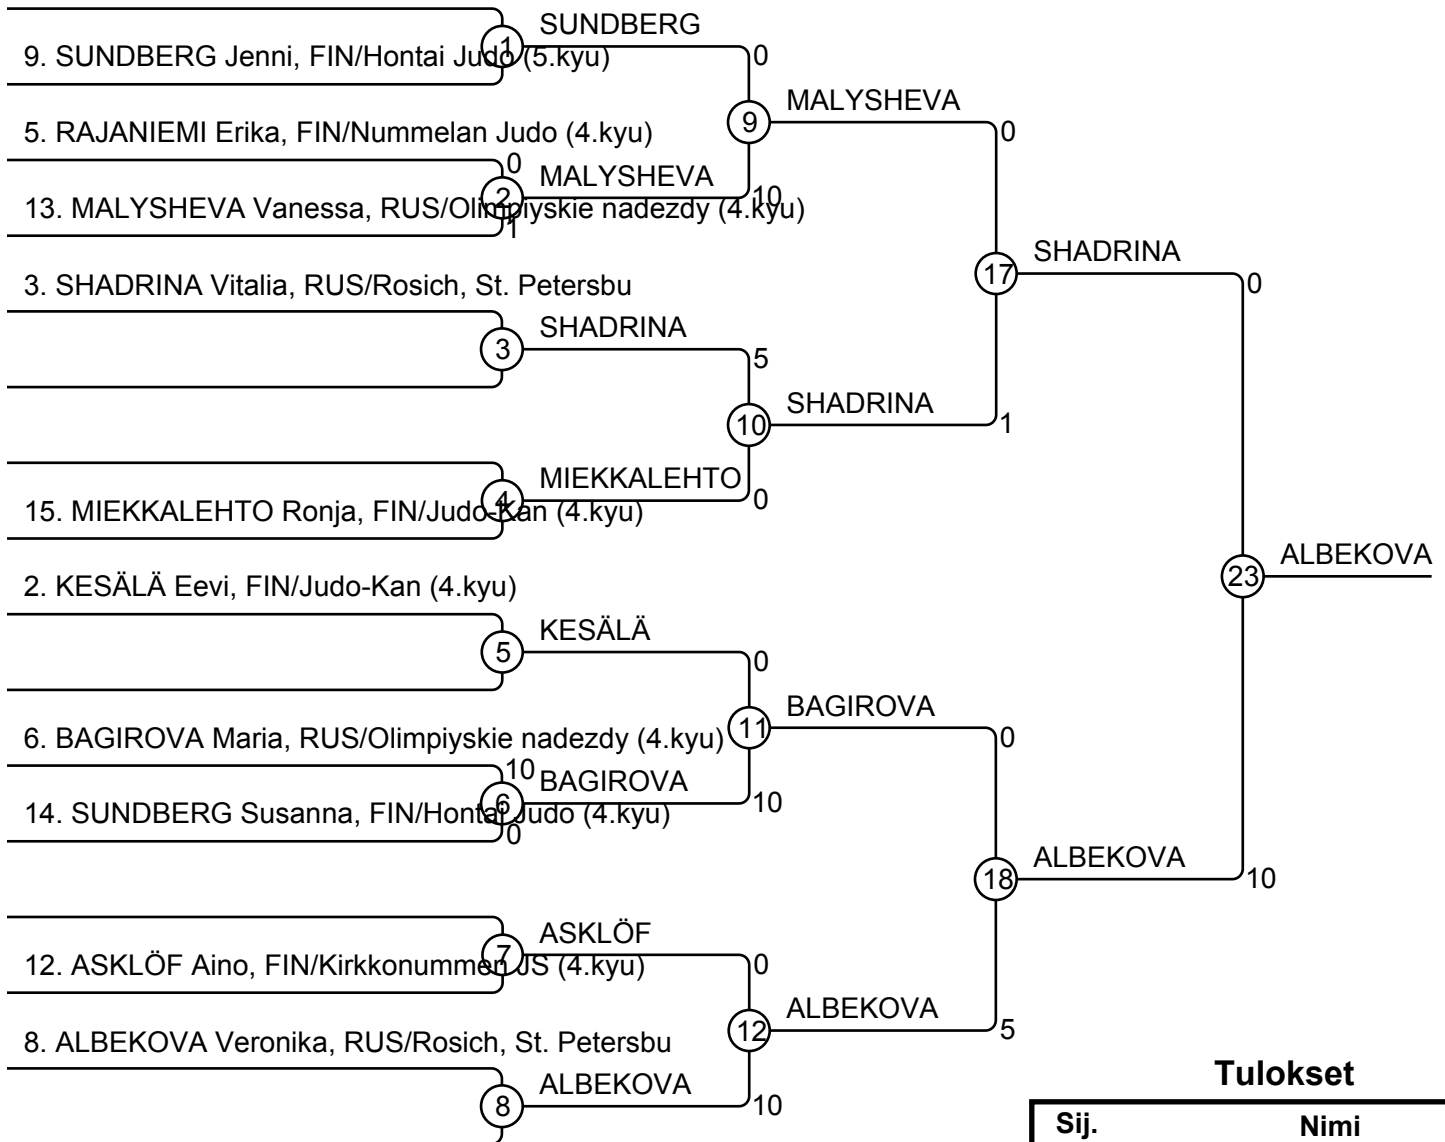 SUNDBERG
9. SUNDBERG Jenni, FIN/Hontai Judo (5.kyu)
1
0
MALYSHEVA
9
5. RAJANIEMI Erika, FIN/Nummelan Judo (4.kyu)
0
0
MALYSHEVA
2
10
13. MALYSHEVA Vanessa, RUS/Olimpiyskie nadezdy (4.kyu)
1
SHADRINA
17
3. SHADRINA Vitalia, RUS/Rosich, St. Petersbu
0
SHADRINA
3
5
SHADRINA
10
1
MIEKKALEHTO
4
0
15. MIEKKALEHTO Ronja, FIN/Judo-Kan (4.kyu)
ALBEKOVA
23
2. KESÄLÄ Eevi, FIN/Judo-Kan (4.kyu)
KESÄLÄ
5
0
BAGIROVA
11
0
6. BAGIROVA Maria, RUS/Olimpiyskie nadezdy (4.kyu)
10
BAGIROVA
6
10
14. SUNDBERG Susanna, FIN/Hontai Judo (4.kyu)
0
ALBEKOVA
18
10
ASKLÖF
7
0
12. ASKLÖF Aino, FIN/Kirkkonummen JS (4.kyu)
ALBEKOVA
12
5
8. ALBEKOVA Veronika, RUS/Rosich, St. Petersbu
Tulokset
ALBEKOVA
8
10
Sij. Nimi